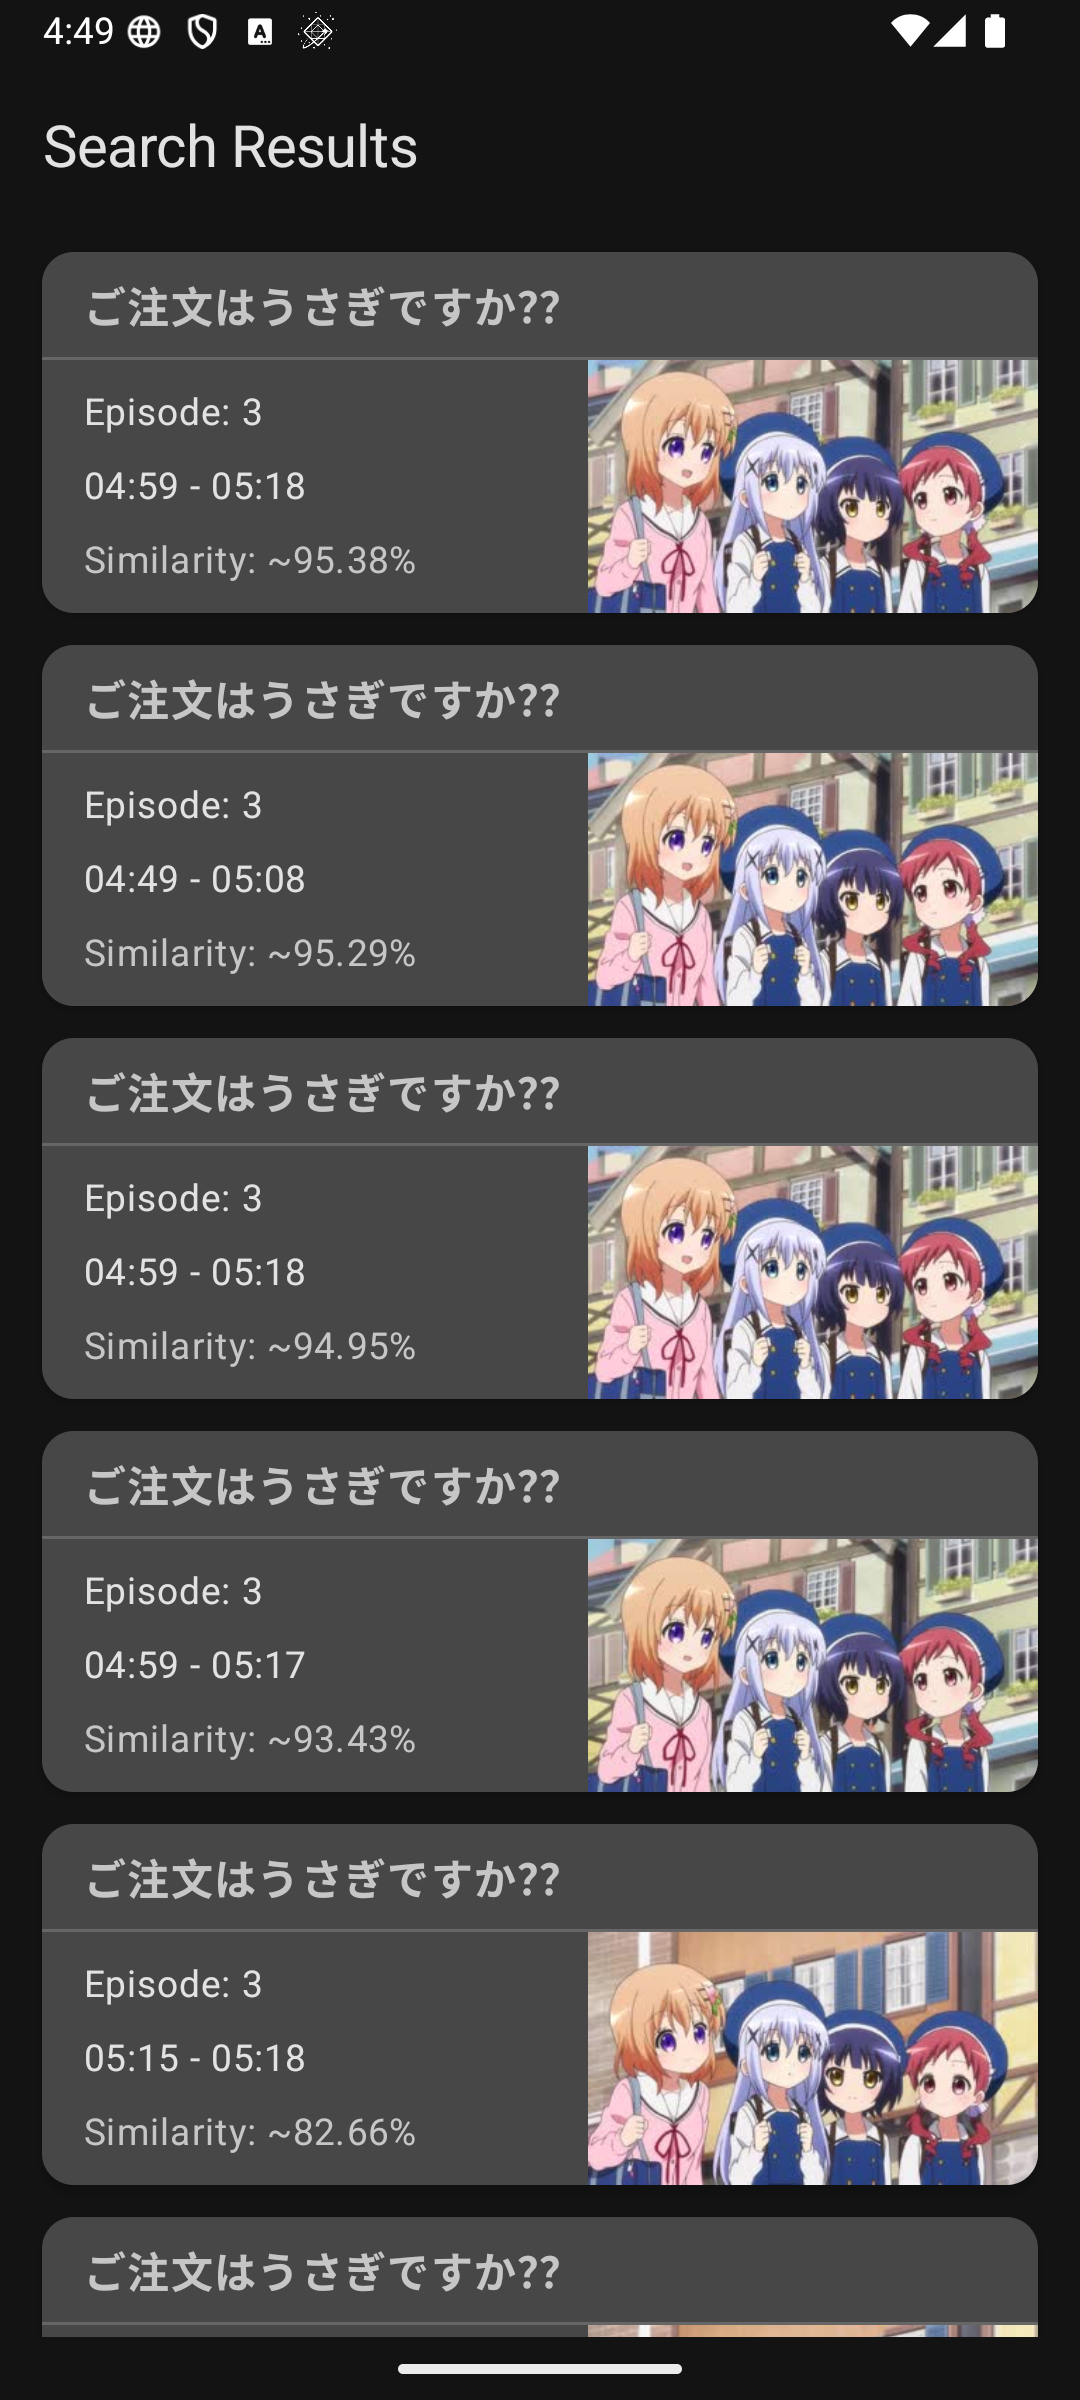 4:49
Search Results
ご注文はうさぎですか??
Episode: 3
04:59 - 05:18
Similarity: ~95.38%
ご注文はうさぎですか??
Episode: 3
04:49 - 05:08
Similarity: ~95.29%
ご注文はうさぎですか??
Episode: 3
04:59 - 05:18
Similarity: ~94.95%
ご注文はうさぎですか??
Episode: 3
04:59 - 05:17
Similarity: ~93.43%
ご注文はうさぎですか??
Episode: 3
05:15 - 05:18
Similarity: ~82.66%
ご注文はうさぎですか??